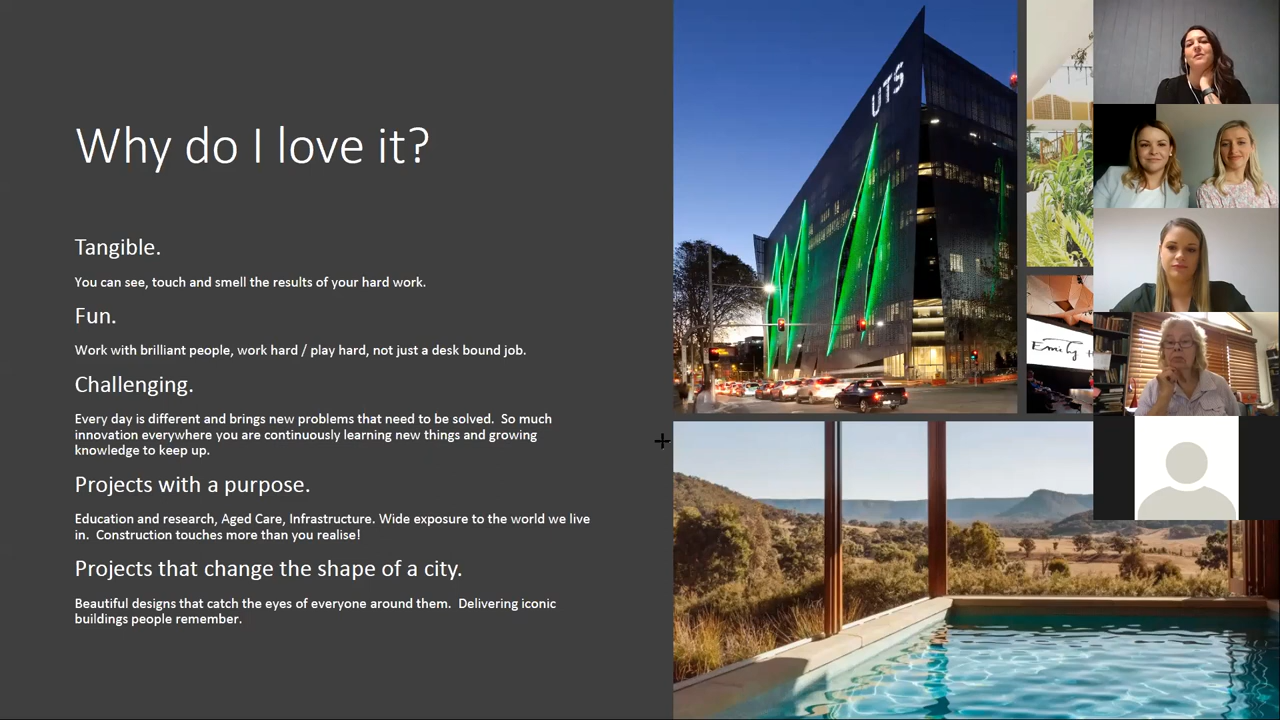 Why do I love it?
Tangible.
You can see, touch and smell the results of your hard work.
Fun.
Work with brilliant people, work hard / play hard, not just a desk bound job.
Challenging.
Every day is different and brings new problems that need to be solved.  So much
innovation everywhere you are continuously learning new things and growing
knowledge to keep up.
Projects with a purpose.
Education and research, Aged Care, Infrastructure. Wide exposure to the world we live
in.  Construction touches more than you realise!
Projects that change the shape of a city.
Beautiful designs that catch the eyes of everyone around them.  Delivering iconic
buildings people remember.
UTS
Emily